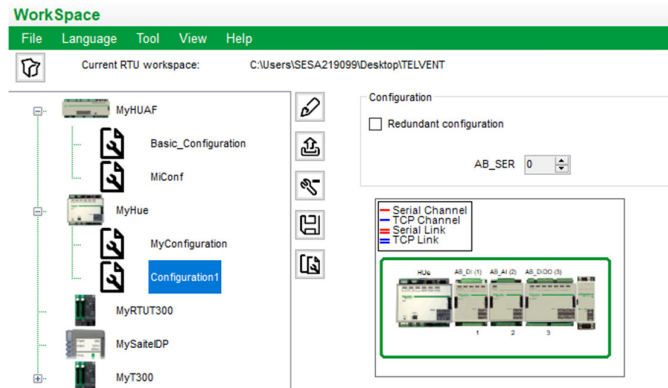 WorkSpace
File Language Tool View Help
Current RTU workspace: C:\Users\SESA219099\Desktop\TELVENT
MyHUAF
Basic_Configuration
MiConf
MyHue
MyConfiguration
Configuration1
MyRTUT300
MySaitelDP
MyT300
Configuration
Redundant configuration
AB_SER 0
Serial Channel
TCP Channel
Serial Link
TCP Link
HUe AB_DI (1) AB_AI (2) AB_DIDO (3)
1 2 3